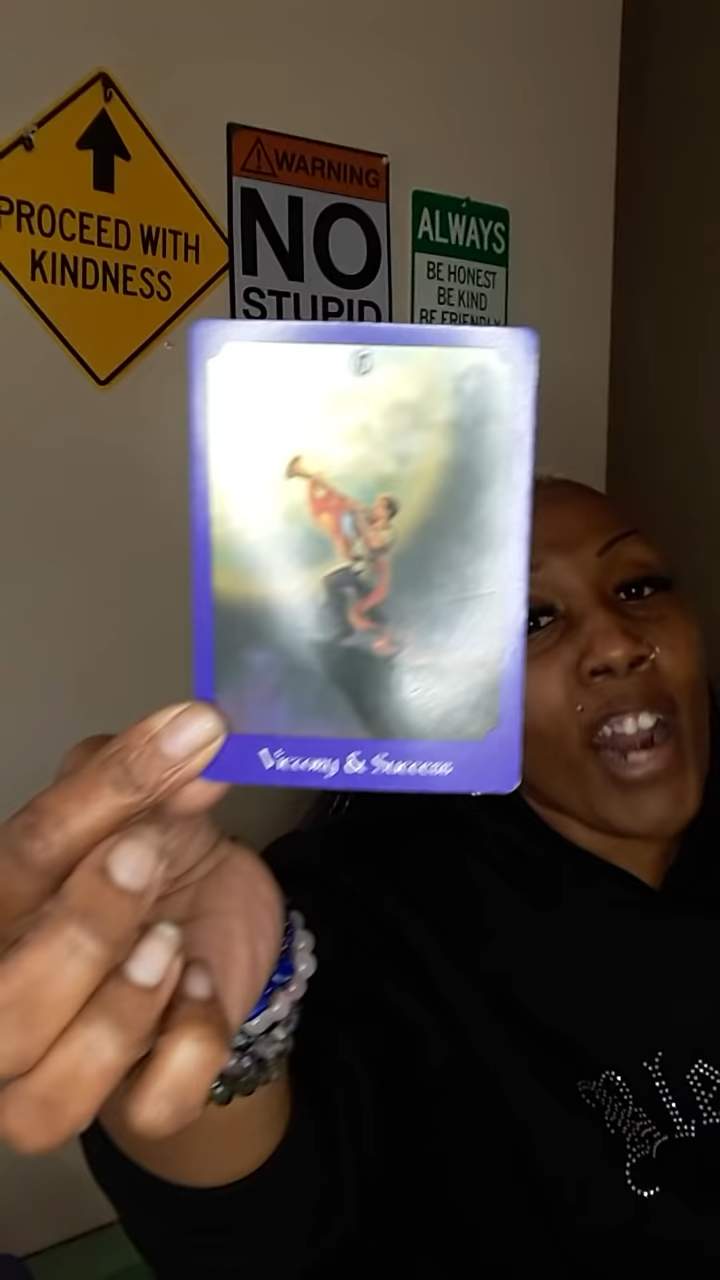 PROCEED WITH
KINDNESS
WARNING
NO
STUPID
ALWAYS
BE HONEST
BE KIND
BE FRIENDLY
Victory & Success